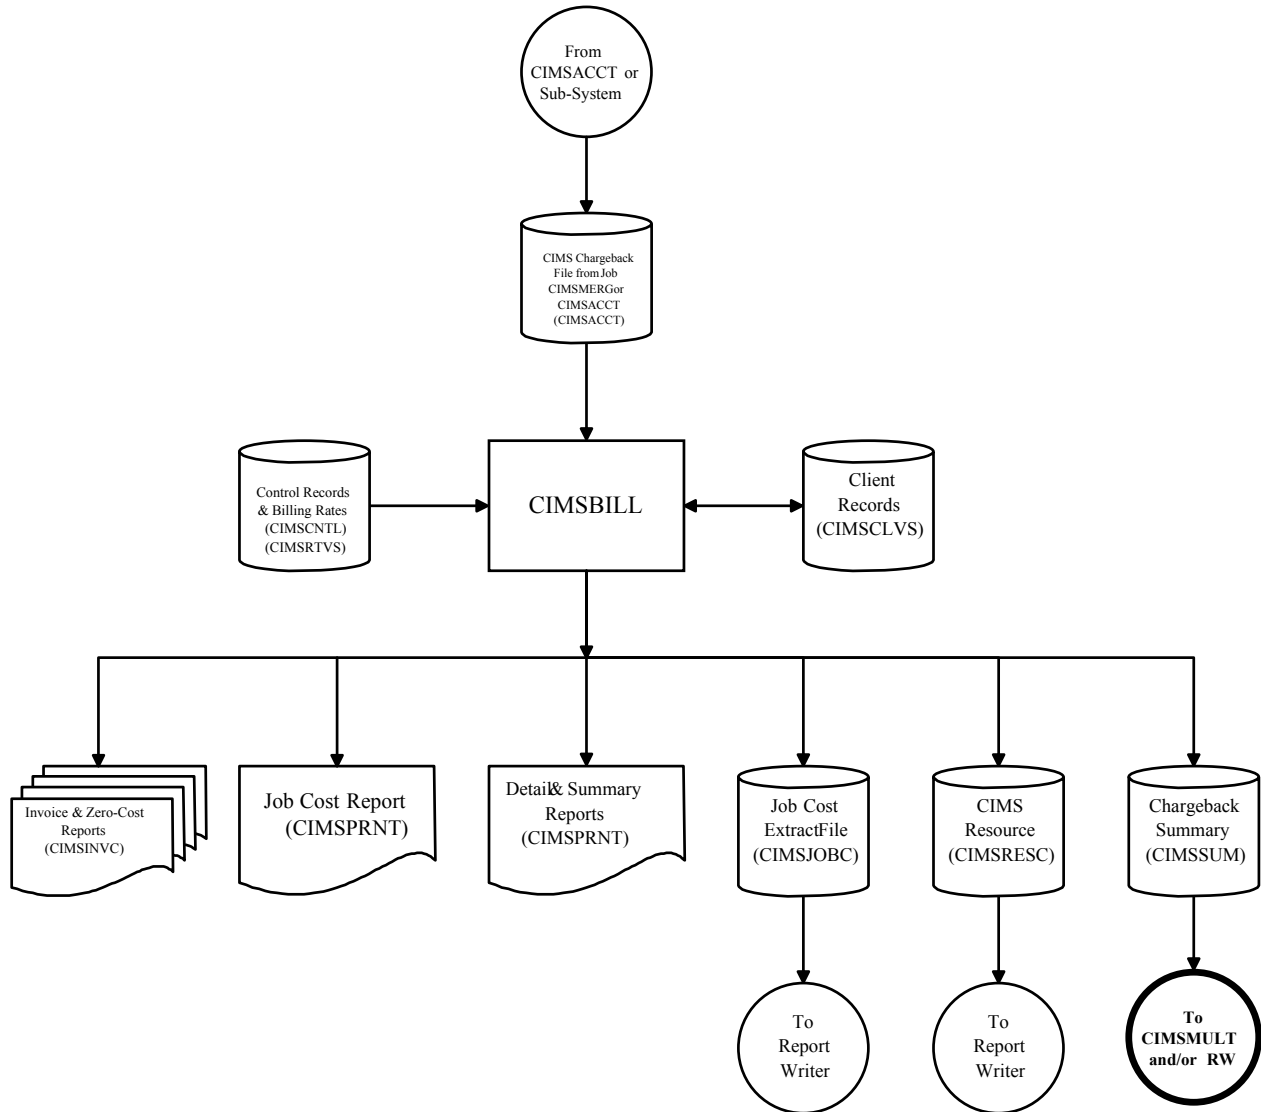 From
CIMSACCT or
Sub-System
CIMS Chargeback
File from Job
CIMSMERGor
CIMSACCT
(CIMSACCT)
Control Records
& Billing Rates
(CIMSCNTL)
(CIMSRTVS)
CIMSBILL
Client
Records
(CIMSCLVS)
Invoice & Zero-Cost
Reports
(CIMSINVC)
Job Cost Report
(CIMSPRNT)
Detail& Summary
Reports
(CIMSPRNT)
Job Cost
ExtractFile
(CIMSJOBC)
CIMS
Resource
(CIMSRESC)
Chargeback
Summary
(CIMSSUM)
To
Report
Writer
To
Report
Writer
To
CIMSMULT
and/or RW